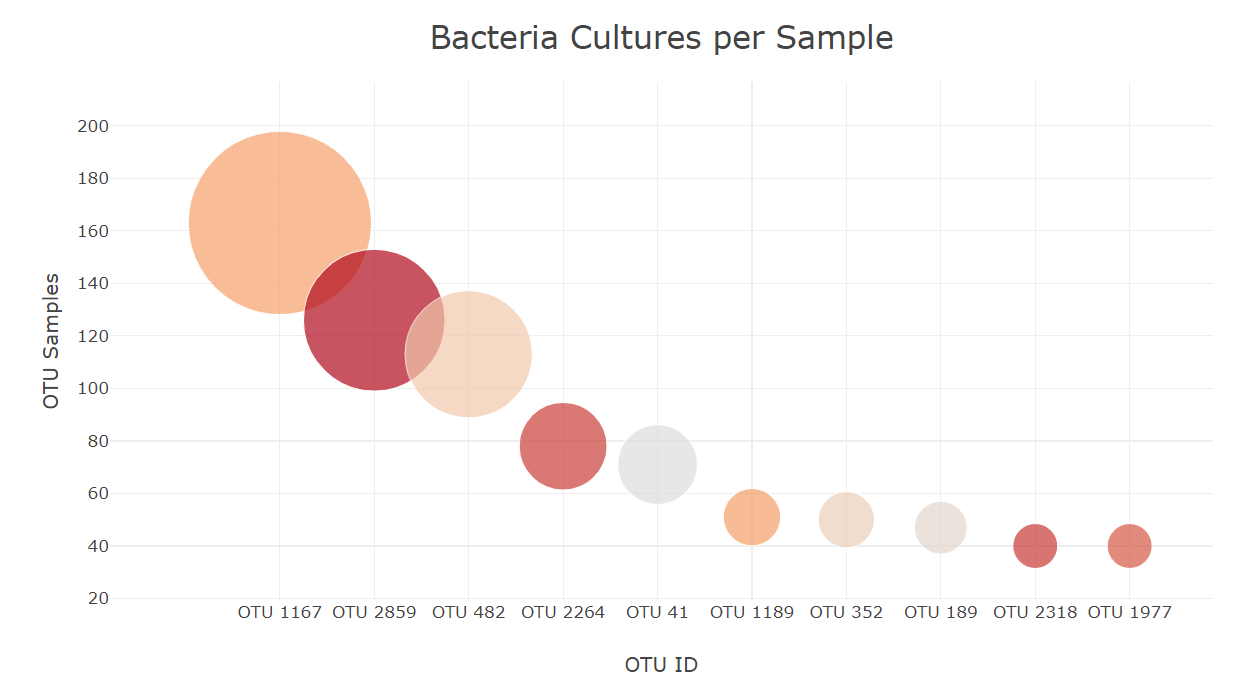 Bacteria Cultures per Sample
200
180
160
140
120
100
80
60
40
20
OTU Samples
OTU 1167 OTU 2859 OTU 482 OTU 2264 OTU 41 OTU 1189 OTU 352 OTU 189 OTU 2318 OTU 1977
OTU ID